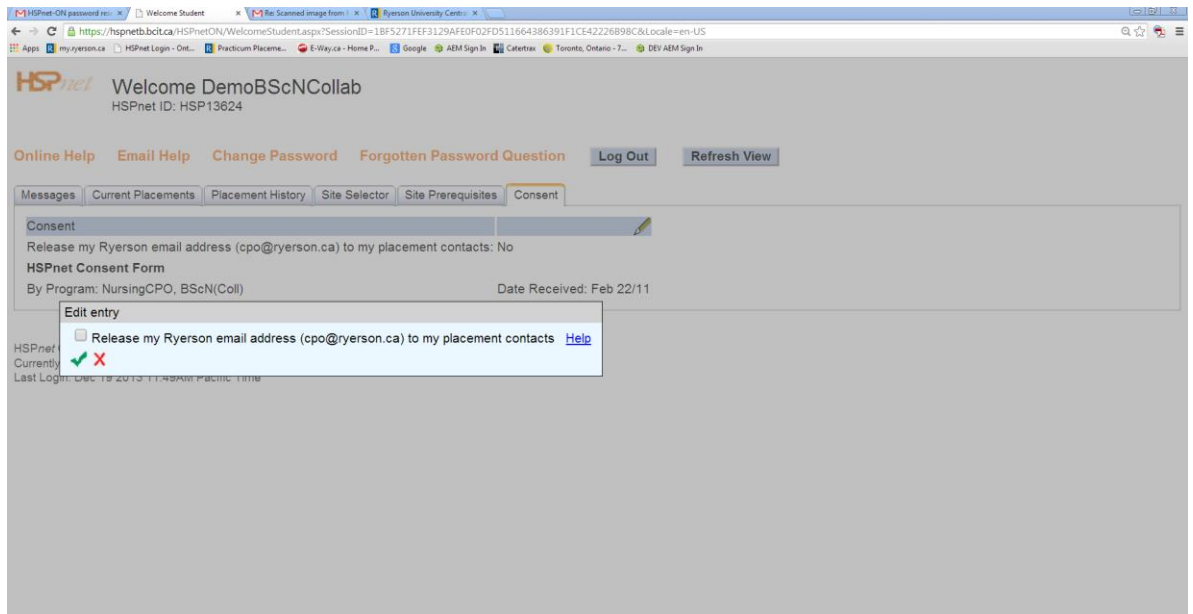 HSPnet-ON password res
Welcome Student
Re: Scanned image from
Ryerson University Centra
https://hspnetb.bcit.ca/HSPnetON/WelcomeStudent.aspx?SessionID=1BF5271FEF3129AFE0F02FD511664386391F1CE42226B98C&Locale=en-US
Apps my.ryerson.ca HSPnet Login - Ont... Practicum Placeme... E-Way.ca - Home P... Google AEM Sign In Catertrax Toronto, Ontario - 7... DEV AEM Sign In
HSPnet Welcome DemoBScNCollab
HSPnet ID: HSP13624
Online Help Email Help Change Password Forgotten Password Question Log Out Refresh View
Messages Current Placements Placement History Site Selector Site Prerequisites Consent
Consent
Release my Ryerson email address (cpo@ryerson.ca) to my placement contacts: No
HSPnet Consent Form
By Program: NursingCPO, BScN(Coll) Date Received: Feb 22/11
Edit entry
Release my Ryerson email address (cpo@ryerson.ca) to my placement contacts Help
HSPnet
Currently
Last Login: Dec 19 2013 11:49AM Pacific Time